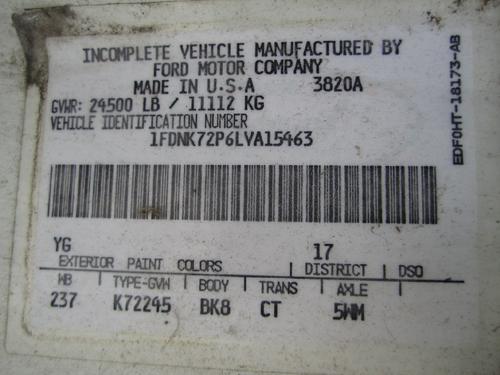 INCOMPLETE VEHICLE MANUFACTURED BY
FORD MOTOR COMPANY
MADE IN U.S.A 3820A
GVWR: 24500 LB / 11112 KG
VEHICLE IDENTIFICATION NUMBER
1FDNK72P6LVA15463
EDF0HT-18173-AB
YG 17
EXTERIOR PAINT COLORS DISTRICT DSO
WB TYPE-GVW BODY TRANS AXLE
237 K72245 BK8 CT 5WM